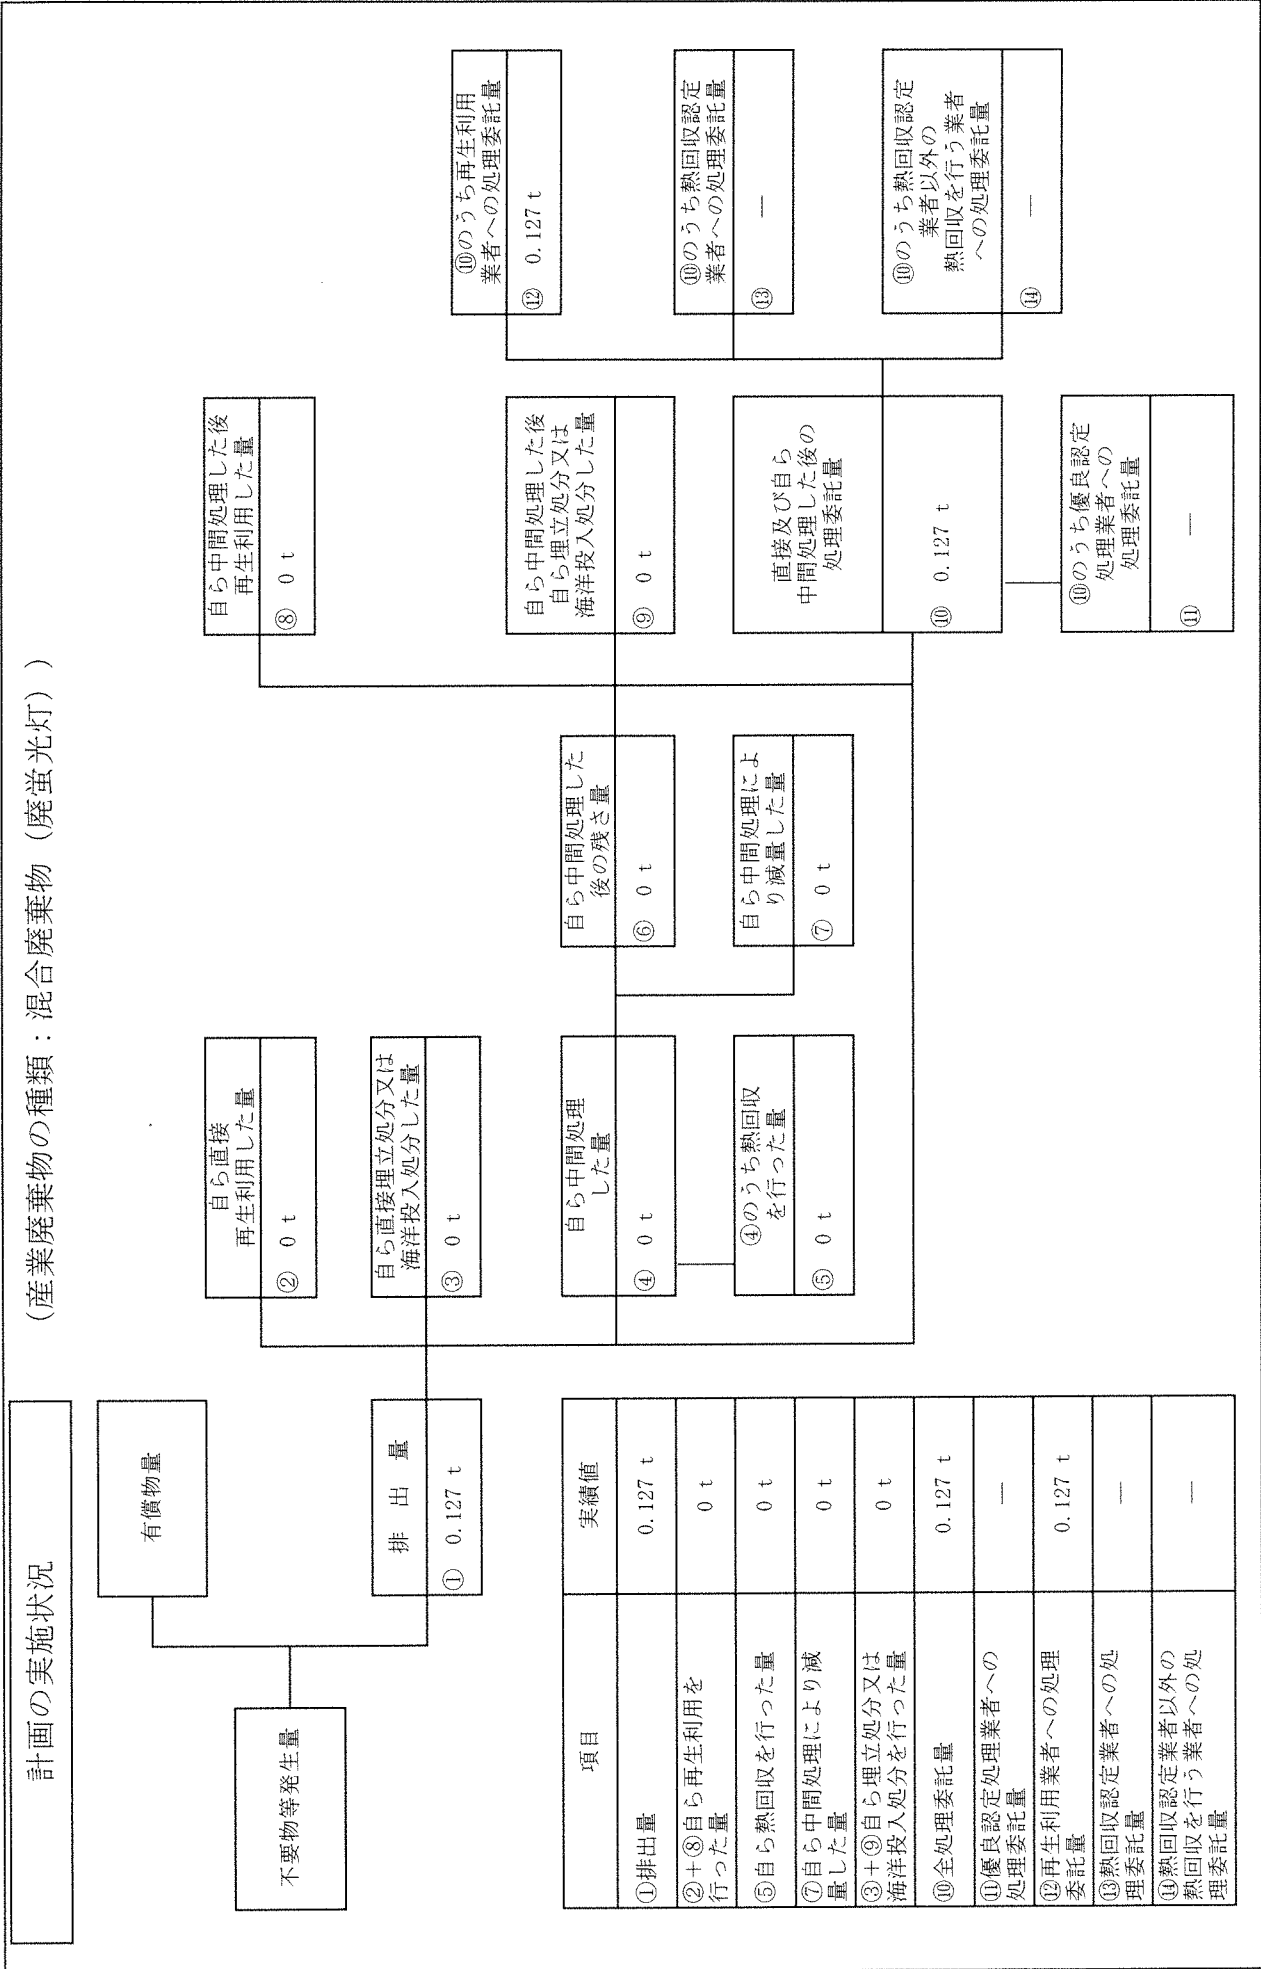 計画の実施状況
(産業廃棄物の種類：混合廃棄物（廃蛍光灯）)
不要物等発生量
有償物量
排 出 量
① 0.127 t
自ら直接
再生利用した量
② 0 t
自ら直接埋立処分又は
海洋投入処分した量
③ 0 t
自ら中間処理
した量
④ 0 t
④のうち熱回収
を行った量
⑤ 0 t
自ら中間処理した
後の残さ量
⑥ 0 t
自ら中間処理によ
り減量した量
⑦ 0 t
自ら中間処理した後
再生利用した量
⑧ 0 t
自ら中間処理した後
自ら埋立処分又は
海洋投入処分した量
⑨ 0 t
直接及び自ら
中間処理した後の
処理委託量
⑩ 0.127 t
⑩のうち優良認定
処理業者への
処理委託量
⑪ ―
⑩のうち再生利用
業者への処理委託量
⑫ 0.127 t
⑩のうち熱回収認定
業者への処理委託量
⑬ ―
⑩のうち熱回収認定
業者以外の
熱回収を行う業者
への処理委託量
⑭ ―
項目 実績値
①排出量 0.127 t
②＋⑧自ら再生利用を
行った量 0 t
⑤自ら熱回収を行った量 0 t
⑦自ら中間処理により減
量した量 0 t
③＋⑨自ら埋立処分又は
海洋投入処分を行った量 0 t
⑩全処理委託量 0.127 t
⑪優良認定処理業者への
処理委託量 ―
⑫再生利用業者への処理
委託量 0.127 t
⑬熱回収認定業者への処
理委託量 ―
⑭熱回収認定業者以外の
熱回収を行う業者への処
理委託量 ―